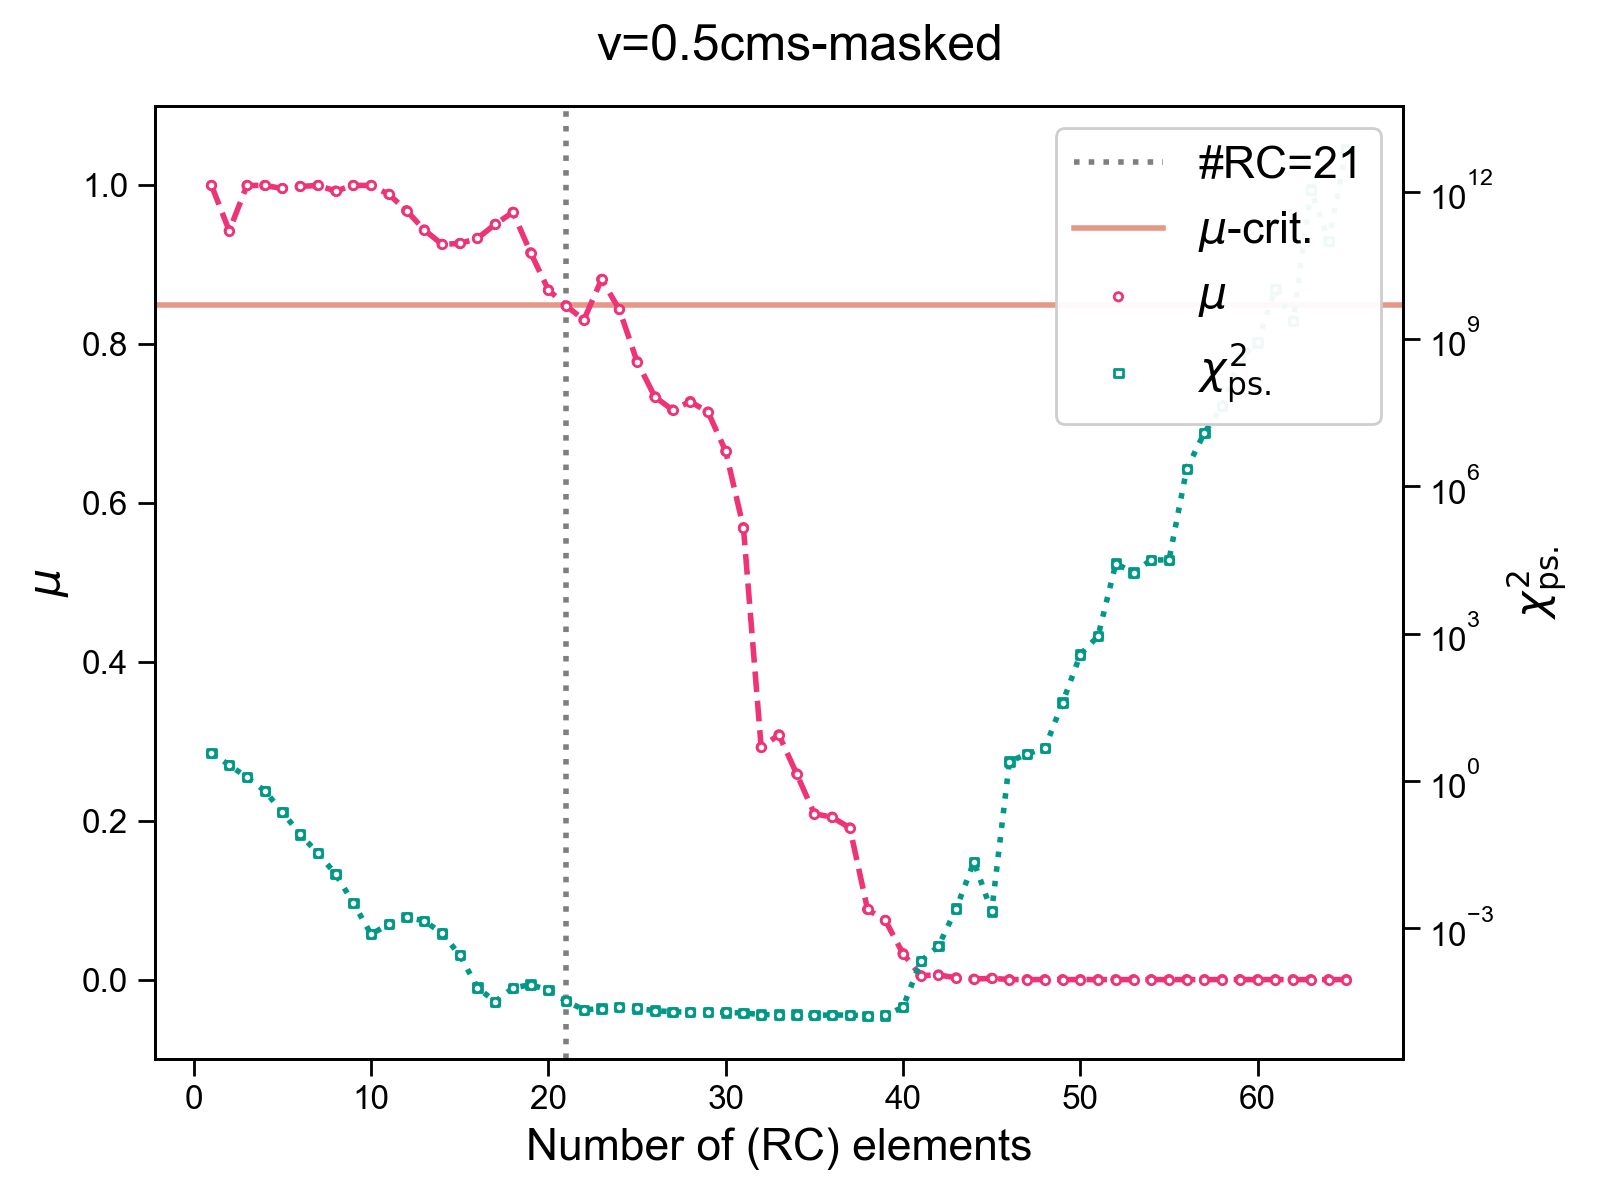 v=0.5cms-masked
#RC=21
μ-crit.
μ
χ²ps.
1.0
0.8
0.6
0.4
0.2
0.0
μ
10¹²
10⁹
10⁶
10³
10⁰
10⁻³
χ²ps.
0 10 20 30 40 50 60
Number of (RC) elements